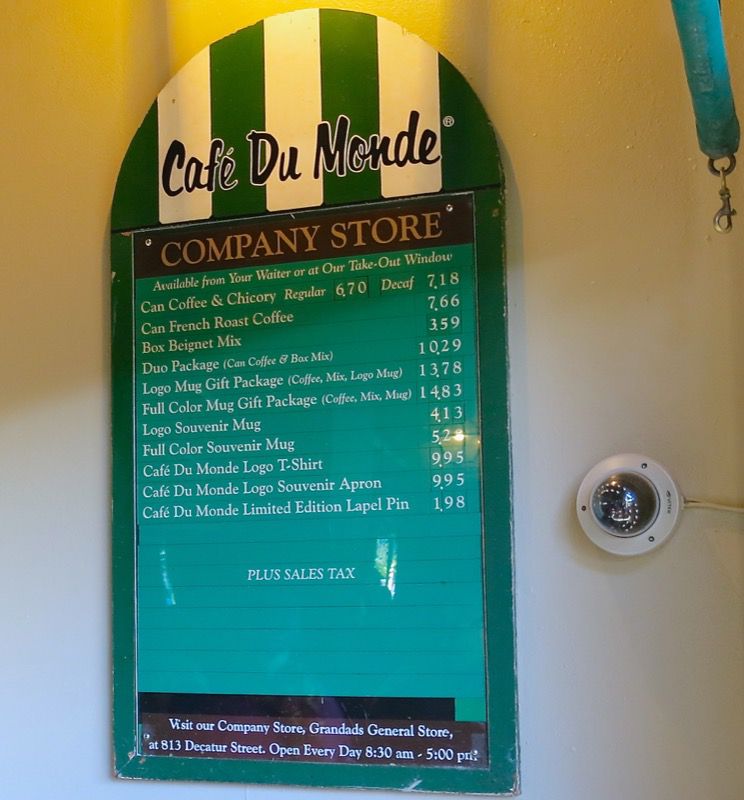 Café Du Monde®
COMPANY STORE
Available from Your Waiter or at Our Take-Out Window
Can Coffee & Chicory Regular 6.70 Decaf 7.18
Can French Roast Coffee 7.66
Box Beignet Mix 3.59
Duo Package (Can Coffee & Box Mix) 10.29
Logo Mug Gift Package (Coffee, Mix, Logo Mug) 13.78
Full Color Mug Gift Package (Coffee, Mix, Mug) 14.83
Logo Souvenir Mug 4.13
Full Color Souvenir Mug
Café Du Monde Logo T-Shirt 9.95
Café Du Monde Logo Souvenir Apron 9.95
Café Du Monde Limited Edition Lapel Pin 1.98
PLUS SALES TAX
Visit our Company Store, Grandads General Store,
at 813 Decatur Street. Open Every Day 8:30 am - 5:00 pm